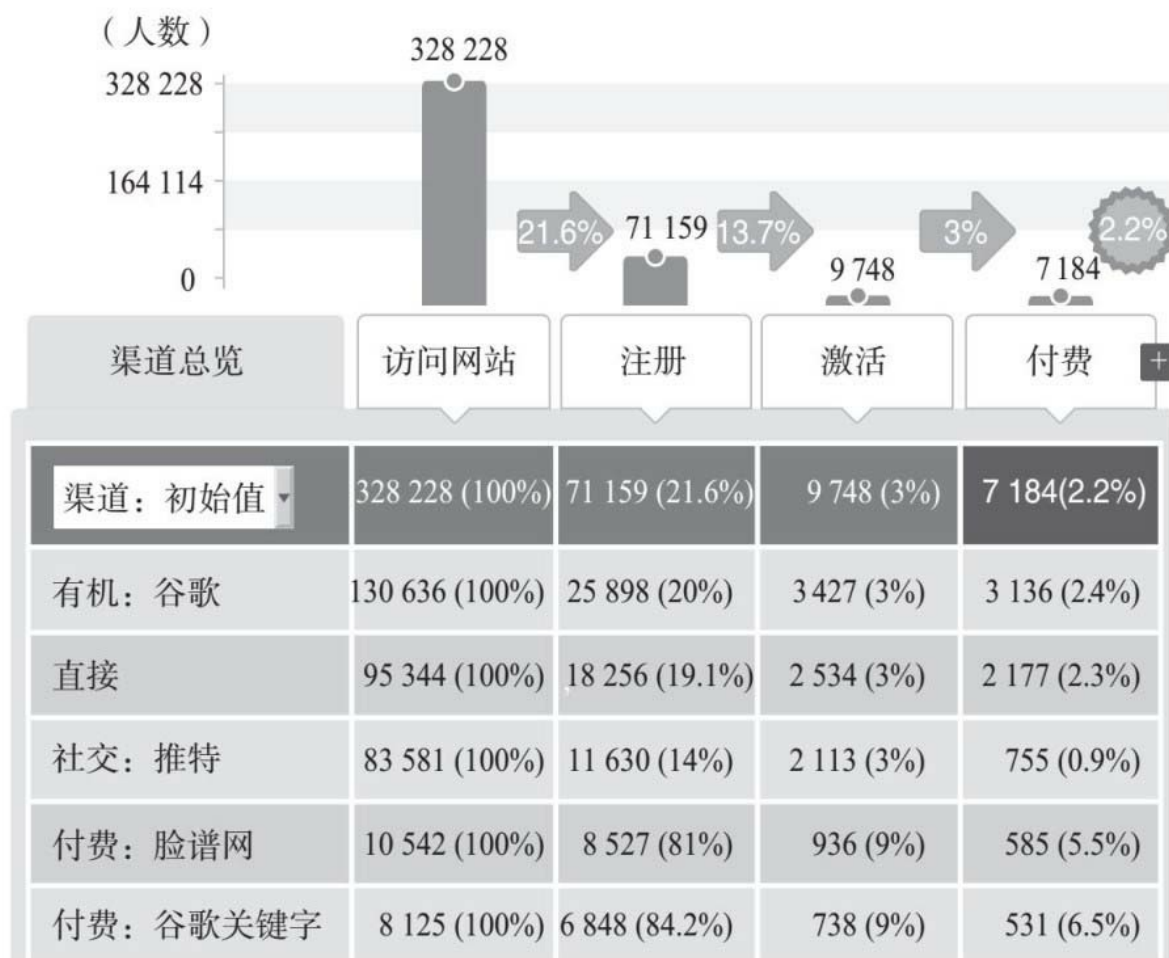 （人数）
328 228
328 228
164 114
0
21.6%
71 159
13.7%
9 748
3%
7 184
2.2%
渠道总览 访问网站 注册 激活 付费 +
渠道：初始值 328 228 (100%) 71 159 (21.6%) 9 748 (3%) 7 184(2.2%)
有机：谷歌 130 636 (100%) 25 898 (20%) 3 427 (3%) 3 136 (2.4%)
直接 95 344 (100%) 18 256 (19.1%) 2 534 (3%) 2 177 (2.3%)
社交：推特 83 581 (100%) 11 630 (14%) 2 113 (3%) 755 (0.9%)
付费：脸谱网 10 542 (100%) 8 527 (81%) 936 (9%) 585 (5.5%)
付费：谷歌关键字 8 125 (100%) 6 848 (84.2%) 738 (9%) 531 (6.5%)